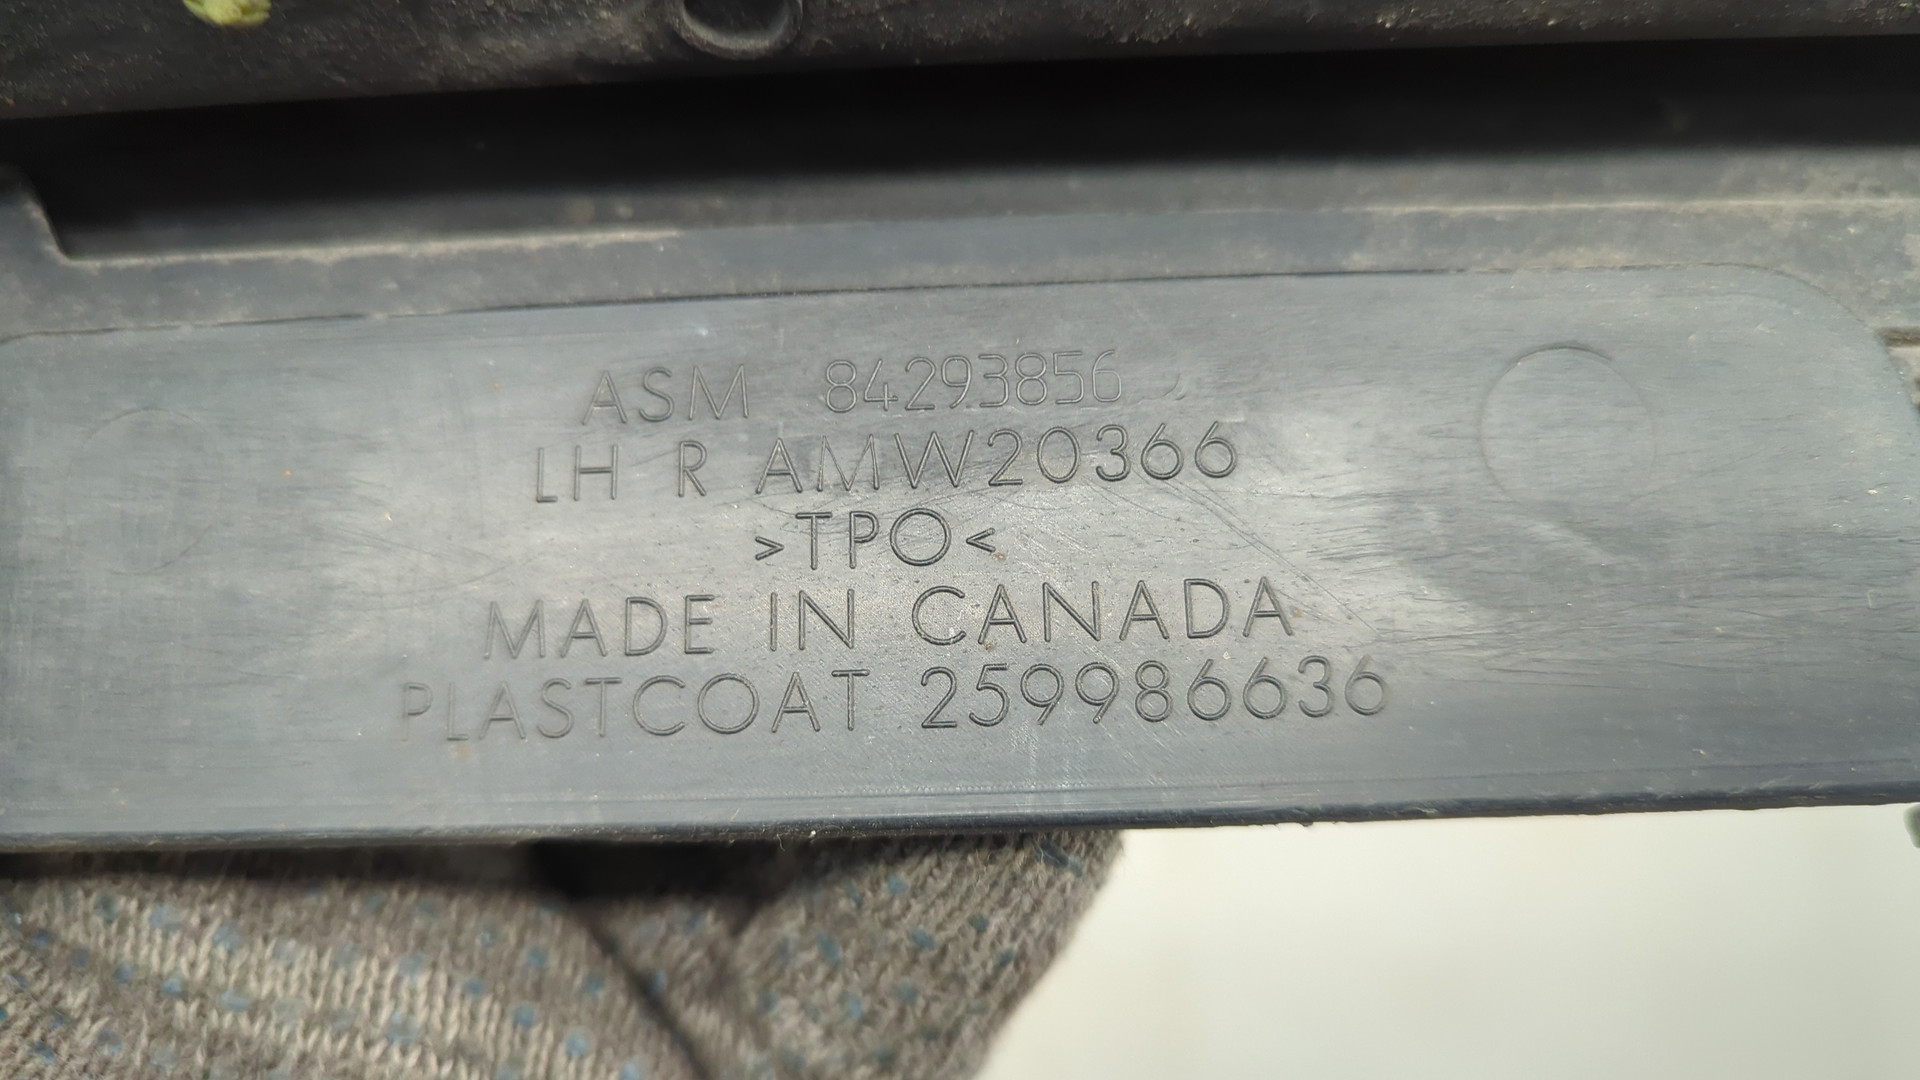 ASM 84293856
LH R AMW20366
>TPO<
MADE IN CANADA
PLASTCOAT 259986636